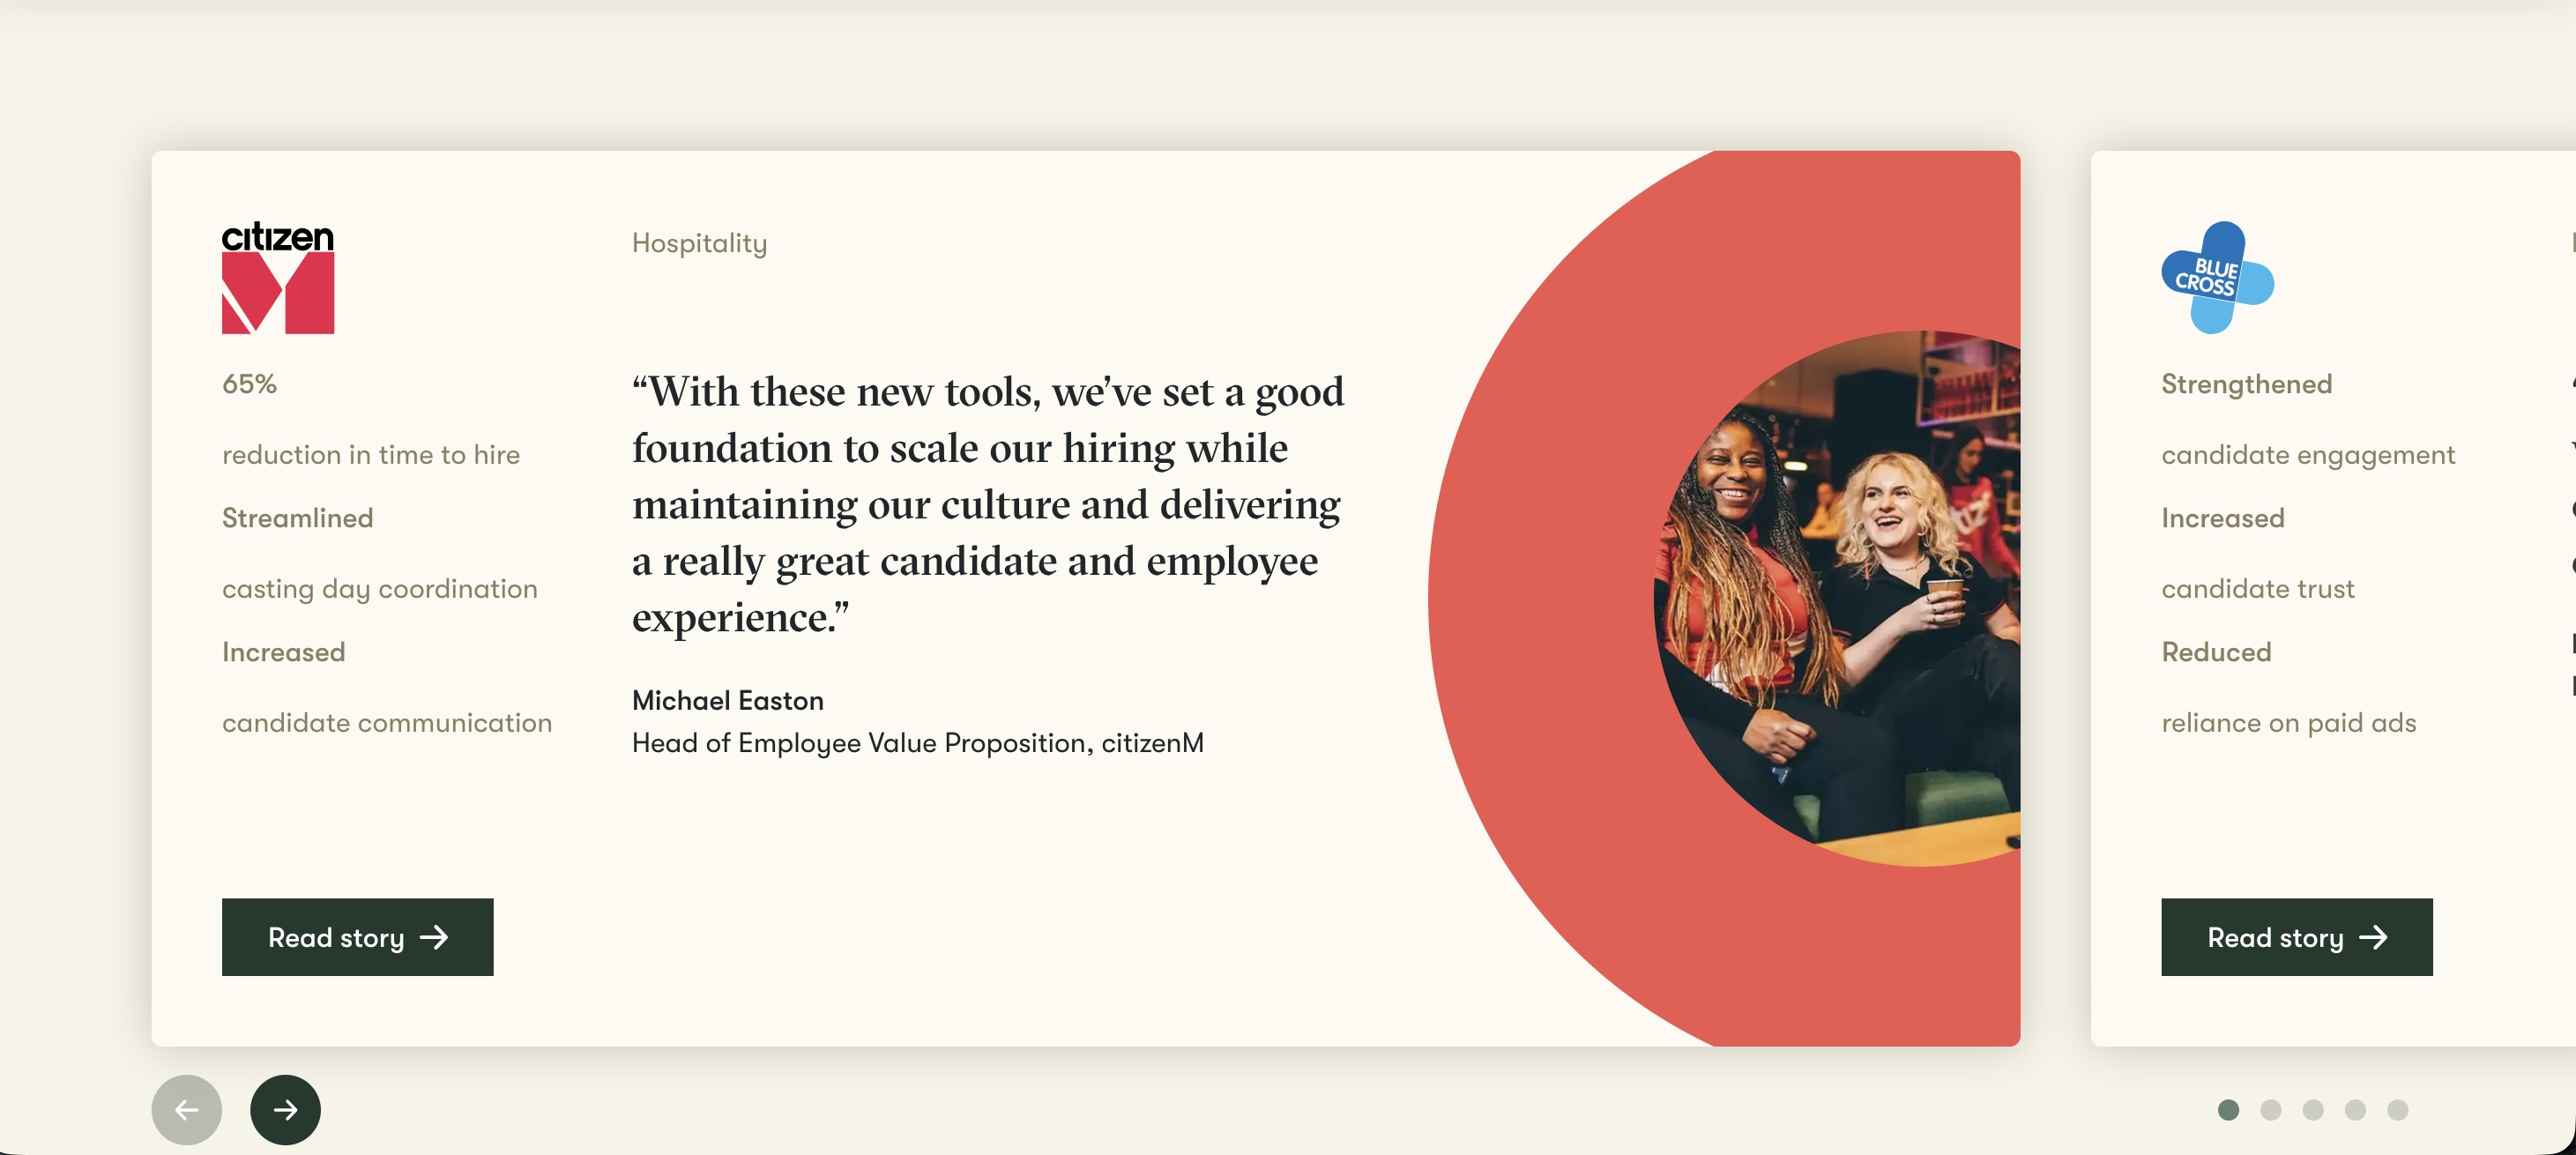 citizen
M
65%
reduction in time to hire
Streamlined
casting day coordination
Increased
candidate communication
Read story
Hospitality
“With these new tools, we’ve set a good
foundation to scale our hiring while
maintaining our culture and delivering
a really great candidate and employee
experience.”
Michael Easton
Head of Employee Value Proposition, citizenM
BLUE
CROSS
Strengthened
candidate engagement
Increased
candidate trust
Reduced
reliance on paid ads
Read story